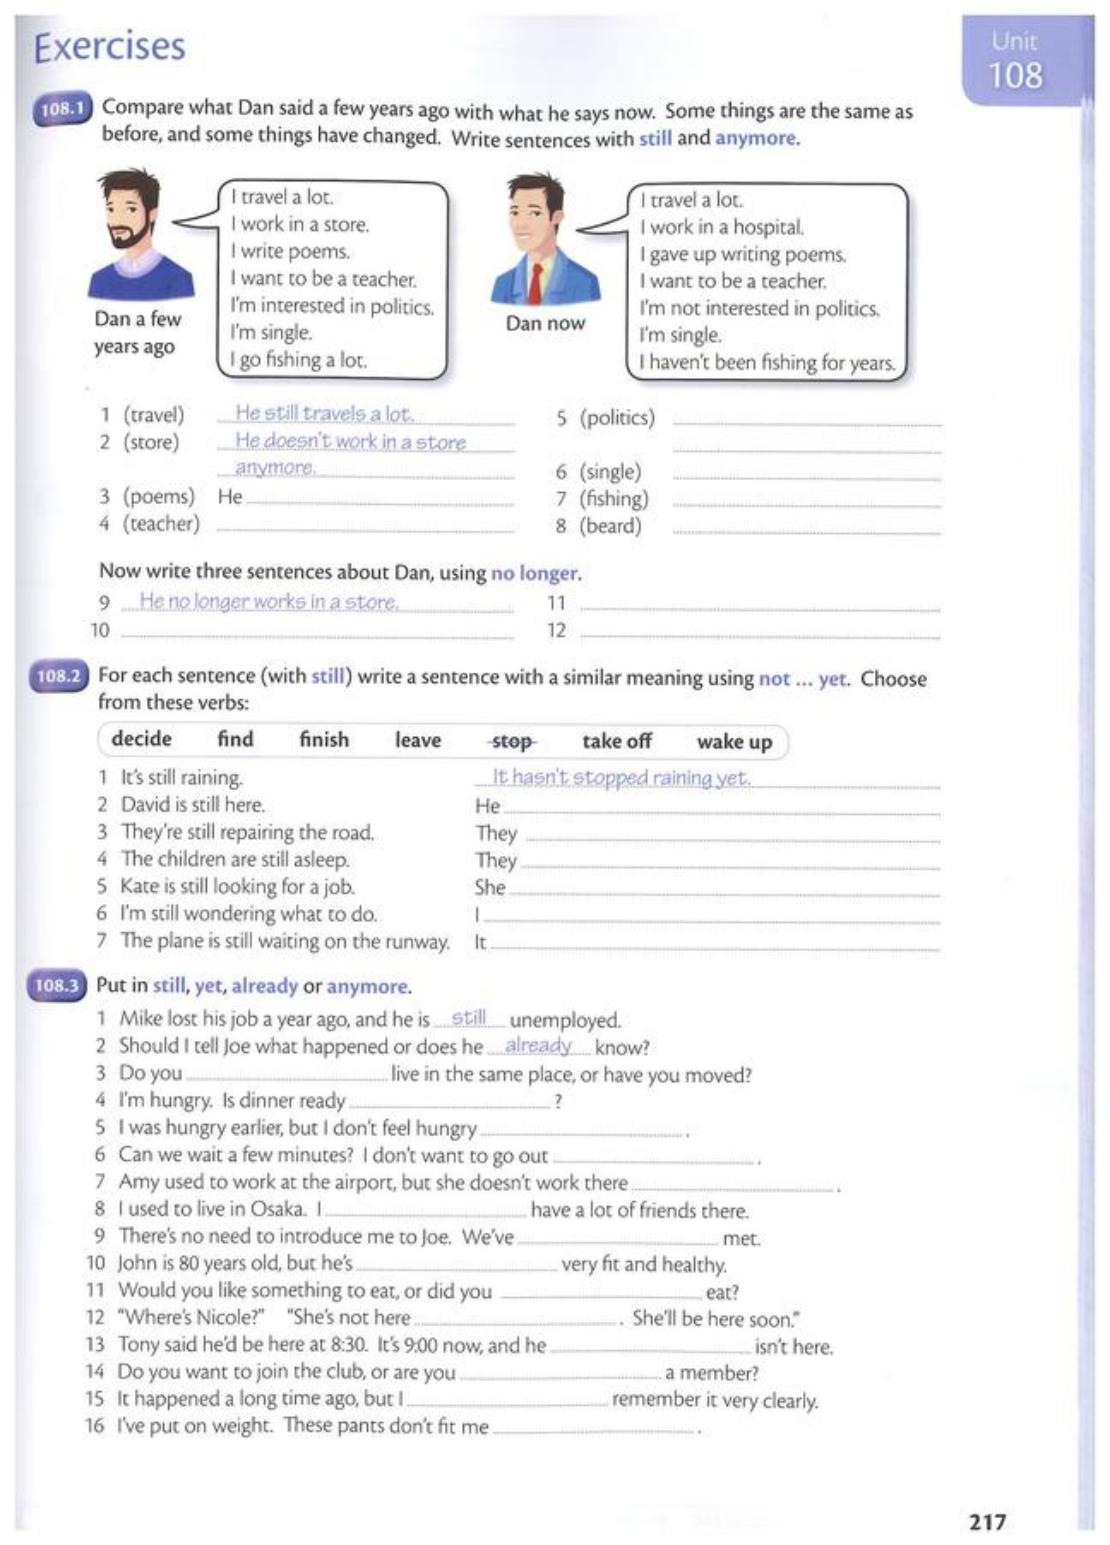 Exercises
Unit
108
108.1 Compare what Dan said a few years ago with what he says now. Some things are the same as
before, and some things have changed. Write sentences with still and anymore.
I travel a lot.
I work in a store.
I write poems.
I want to be a teacher.
I'm interested in politics.
I'm single.
I go fishing a lot.
Dan a few
years ago
I travel a lot.
I work in a hospital.
I gave up writing poems.
I want to be a teacher.
I'm not interested in politics.
I'm single.
I haven't been fishing for years.
Dan now
1 (travel) He still travels a lot.
2 (store) He doesn't work in a store
anymore.
3 (poems) He
4 (teacher)
5 (politics)
6 (single)
7 (fishing)
8 (beard)
Now write three sentences about Dan, using no longer.
9 He no longer works in a store.
10
11
12
108.2 For each sentence (with still) write a sentence with a similar meaning using not ... yet. Choose
from these verbs:
decide find finish leave stop take off wake up
1 It's still raining. It hasn't stopped raining yet.
2 David is still here. He
3 They're still repairing the road. They
4 The children are still asleep. They
5 Kate is still looking for a job. She
6 I'm still wondering what to do. I
7 The plane is still waiting on the runway. It
108.3 Put in still, yet, already or anymore.
1 Mike lost his job a year ago, and he is still unemployed.
2 Should I tell Joe what happened or does he already know?
3 Do you live in the same place, or have you moved?
4 I'm hungry. Is dinner ready ?
5 I was hungry earlier, but I don't feel hungry .
6 Can we wait a few minutes? I don't want to go out .
7 Amy used to work at the airport, but she doesn't work there .
8 I used to live in Osaka. I have a lot of friends there.
9 There's no need to introduce me to Joe. We've met.
10 John is 80 years old, but he's very fit and healthy.
11 Would you like something to eat, or did you eat?
12 "Where's Nicole?" "She's not here . She'll be here soon."
13 Tony said he'd be here at 8:30. It's 9:00 now, and he isn't here.
14 Do you want to join the club, or are you a member?
15 It happened a long time ago, but I remember it very clearly.
16 I've put on weight. These pants don't fit me .
217